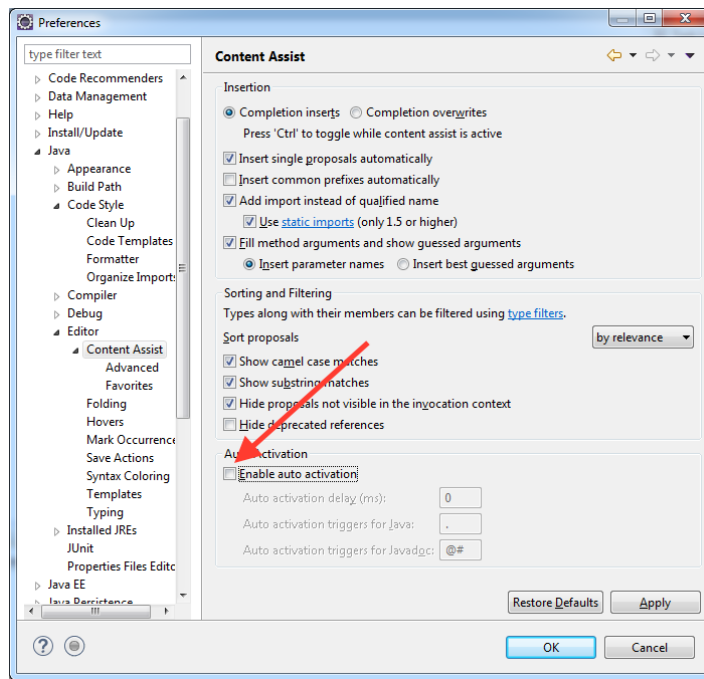 Preferences
type filter text
Code Recommenders
Data Management
Help
Install/Update
Java
Appearance
Build Path
Code Style
Clean Up
Code Templates
Formatter
Organize Imports
Compiler
Debug
Editor
Content Assist
Advanced
Favorites
Folding
Hovers
Mark Occurrence
Save Actions
Syntax Coloring
Templates
Typing
Installed JREs
JUnit
Properties Files Edito
Java EE
Java Persistence
Content Assist
Insertion
Completion inserts Completion overwrites
Press 'Ctrl' to toggle while content assist is active
Insert single proposals automatically
Insert common prefixes automatically
Add import instead of qualified name
Use static imports (only 1.5 or higher)
Fill method arguments and show guessed arguments
Insert parameter names Insert best guessed arguments
Sorting and Filtering
Types along with their members can be filtered using type filters.
Sort proposals by relevance
Show camel case matches
Show substring matches
Hide proposals not visible in the invocation context
Hide deprecated references
Auto Activation
Enable auto activation
Auto activation delay (ms): 0
Auto activation triggers for Java: .
Auto activation triggers for Javadoc: @#
Restore Defaults Apply
OK Cancel